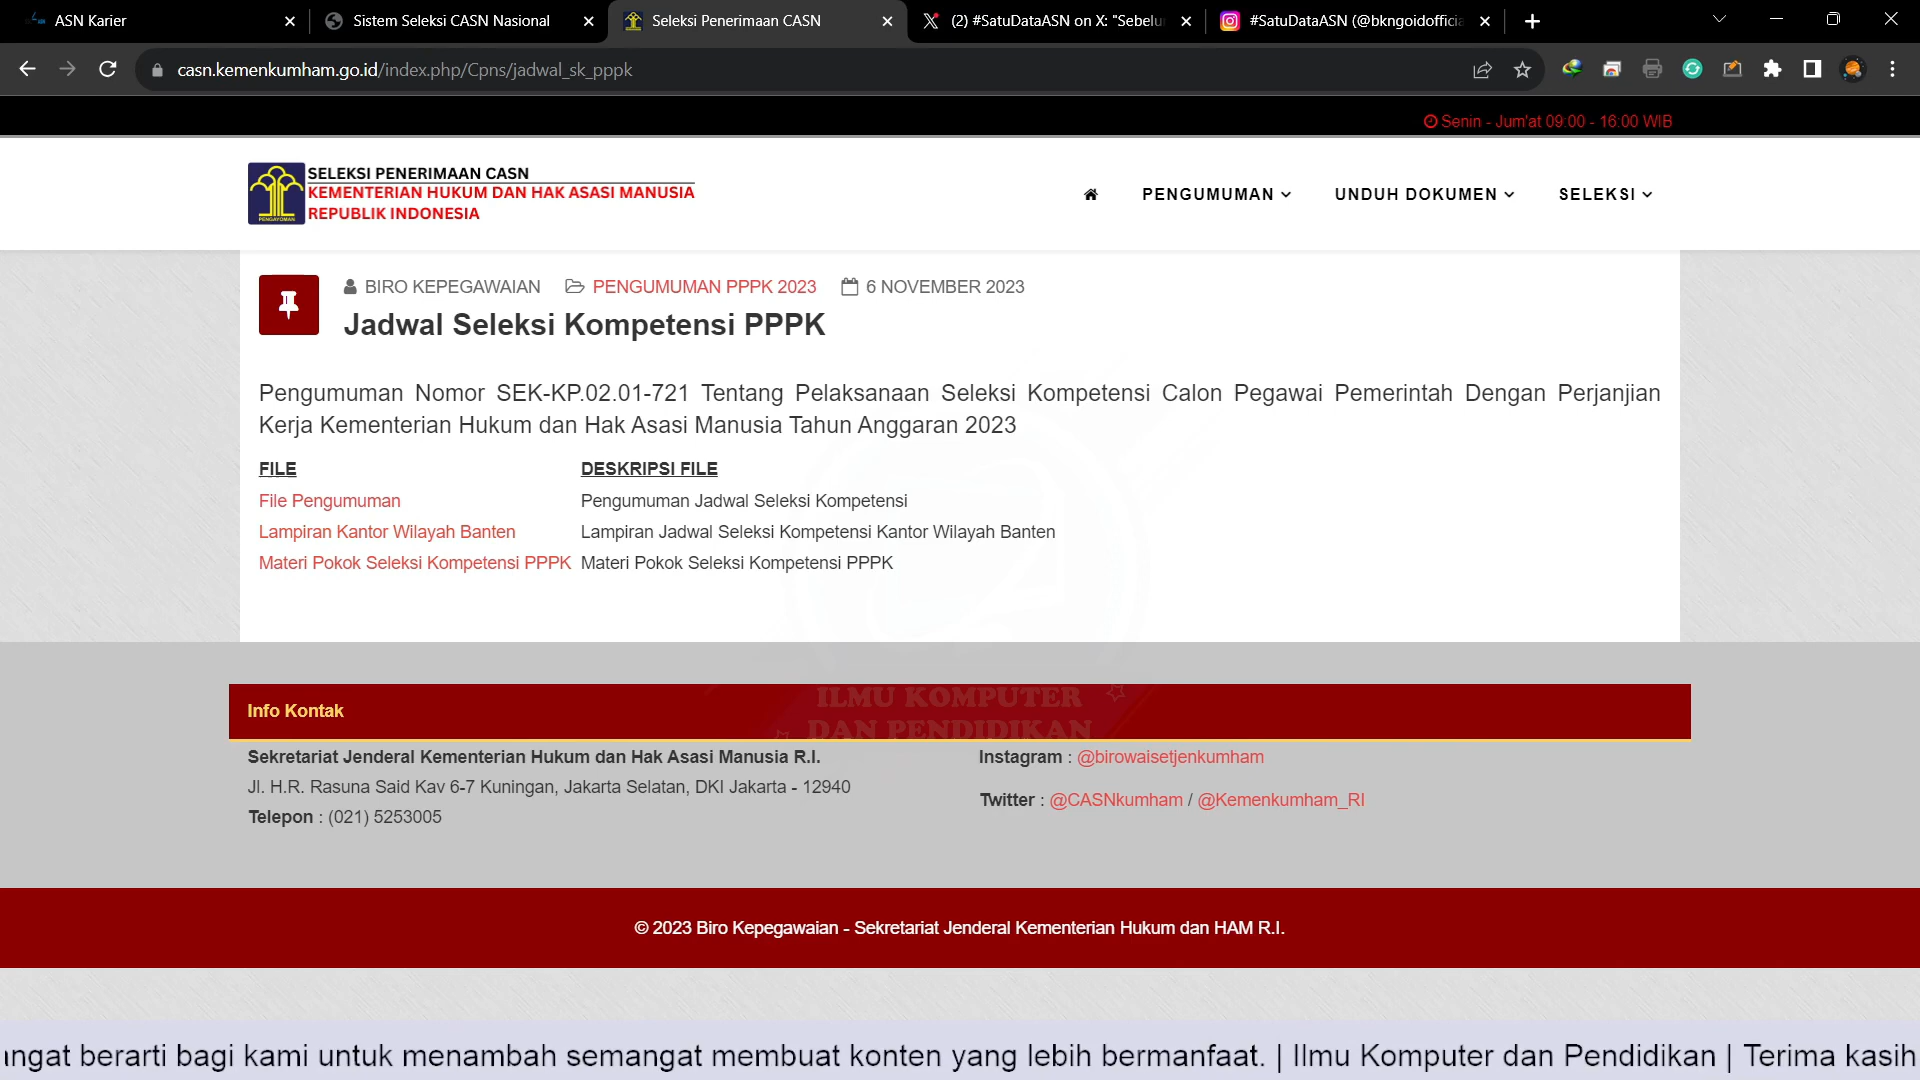 ASN Karier
Sistem Seleksi CASN Nasional
Seleksi Penerimaan CASN
(2) #SatuDataASN on X: "Sebelu
#SatuDataASN (@bkngoidofficia
casn.kemenkumham.go.id/index.php/Cpns/jadwal_sk_pppk
Senin - Jum'at 09:00 - 16:00 WIB
SELEKSI PENERIMAAN CASN
KEMENTERIAN HUKUM DAN HAK ASASI MANUSIA
REPUBLIK INDONESIA
PENGAYOMAN
PENGUMUMAN
UNDUH DOKUMEN
SELEKSI
BIRO KEPEGAWAIAN PENGUMUMAN PPPK 2023 6 NOVEMBER 2023
Jadwal Seleksi Kompetensi PPPK
Pengumuman Nomor SEK-KP.02.01-721 Tentang Pelaksanaan Seleksi Kompetensi Calon Pegawai Pemerintah Dengan Perjanjian
Kerja Kementerian Hukum dan Hak Asasi Manusia Tahun Anggaran 2023
FILE DESKRIPSI FILE
File Pengumuman Pengumuman Jadwal Seleksi Kompetensi
Lampiran Kantor Wilayah Banten Lampiran Jadwal Seleksi Kompetensi Kantor Wilayah Banten
Materi Pokok Seleksi Kompetensi PPPK Materi Pokok Seleksi Kompetensi PPPK
ILMU KOMPUTER
DAN PENDIDIKAN
Info Kontak
Sekretariat Jenderal Kementerian Hukum dan Hak Asasi Manusia R.I.
Jl. H.R. Rasuna Said Kav 6-7 Kuningan, Jakarta Selatan, DKI Jakarta - 12940
Telepon : (021) 5253005
Instagram : @birowaisetjenkumham
Twitter : @CASNkumham / @Kemenkumham_RI
© 2023 Biro Kepegawaian - Sekretariat Jenderal Kementerian Hukum dan HAM R.I.
angat berarti bagi kami untuk menambah semangat membuat konten yang lebih bermanfaat. | Ilmu Komputer dan Pendidikan | Terima kasih